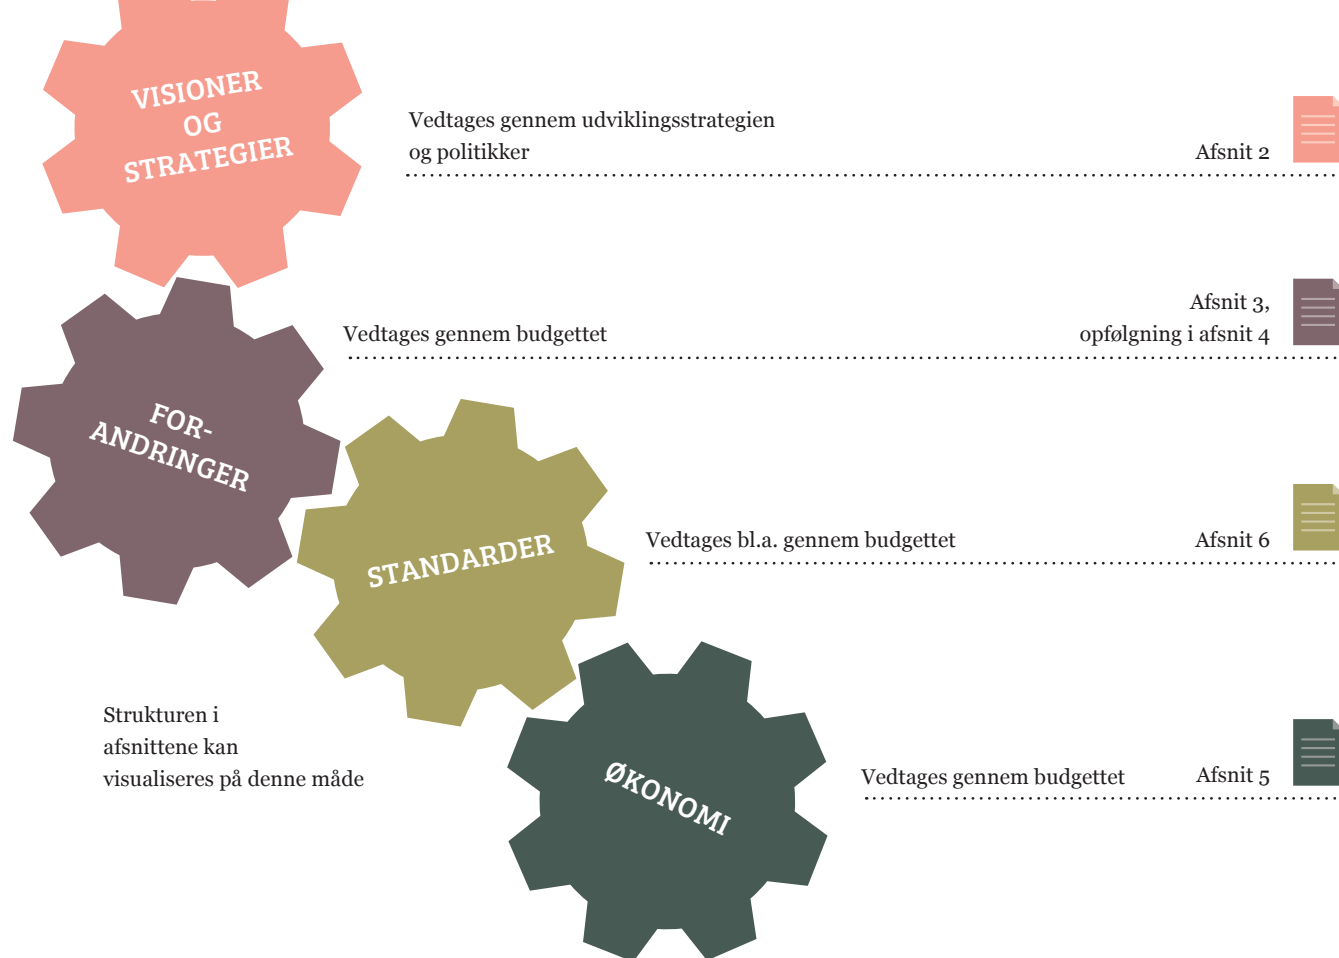 VISIONER
OG
STRATEGIER
Vedtages gennem udviklingsstrategien
og politikker
Afsnit 2
FOR-
ANDRINGER
Vedtages gennem budgettet
Afsnit 3,
opfølgning i afsnit 4
STANDARDER
Vedtages bl.a. gennem budgettet
Afsnit 6
Strukturen i
afsnittene kan
visualiseres på denne måde
ØKONOMI
Vedtages gennem budgettet
Afsnit 5